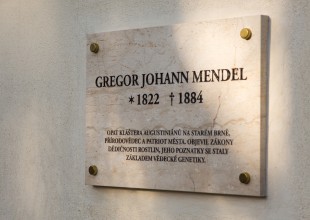 GREGOR JOHANN MENDEL
*1822 †1884
OPAT KLÁŠTERA AUGUSTINIÁNŮ NA STARÉM BRNĚ,
PŘÍRODOVĚDEC A PATRIOT MĚSTA. OBJEVIL ZÁKONY
DĚDIČNOSTI ROSTLIN, JEHO POZNATKY SE STALY
ZÁKLADEM VĚDECKÉ GENETIKY.